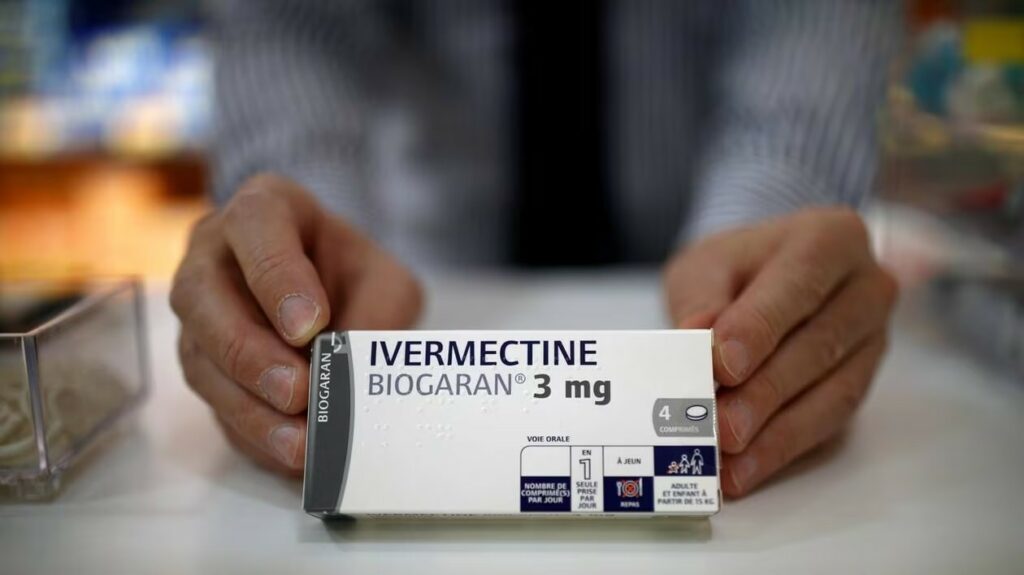 BIOGARAN
IVERMECTINE
BIOGARAN® 3 mg
4
COMPRIMÉS
VOIE ORALE
NOMBRE DE
COMPRIMÉ(S)
PAR JOUR
EN
1
SEULE
PRISE
PAR
JOUR
À JEUN
REPAS
ADULTE
ET ENFANT À
PARTIR DE 15 KG